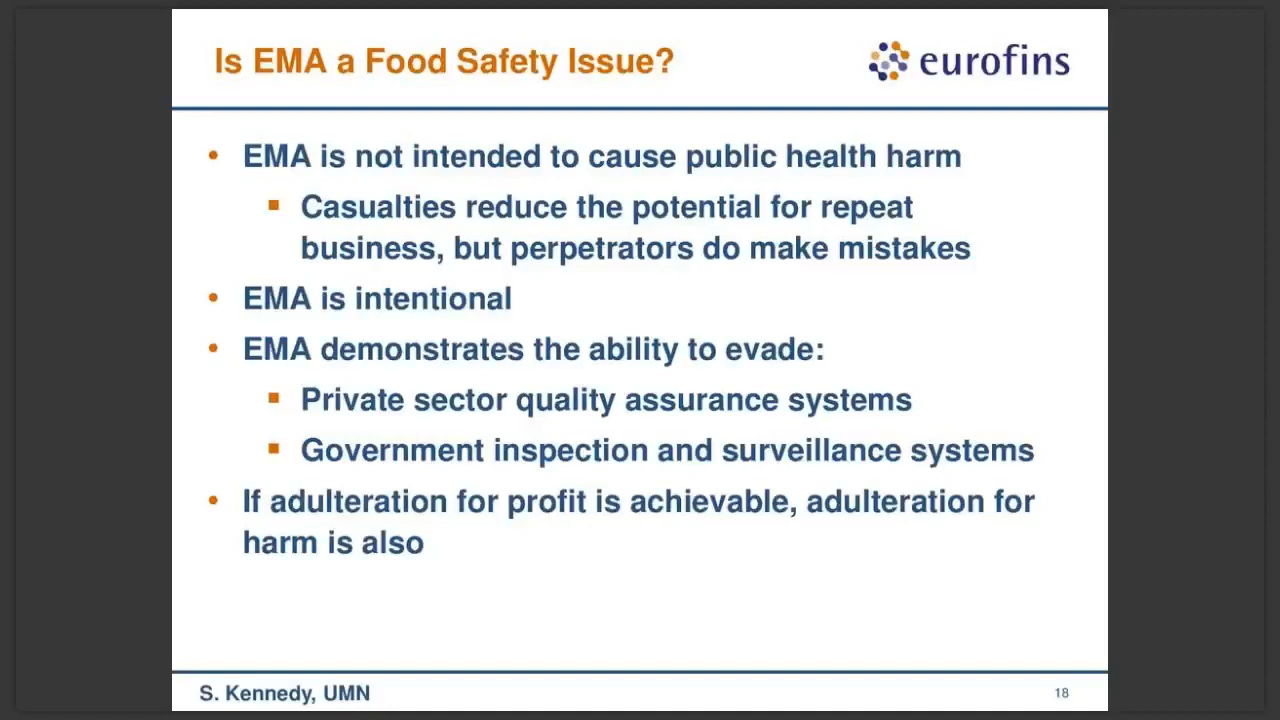 Is EMA a Food Safety Issue?
eurofins
• EMA is not intended to cause public health harm
▪ Casualties reduce the potential for repeat
business, but perpetrators do make mistakes
• EMA is intentional
• EMA demonstrates the ability to evade:
▪ Private sector quality assurance systems
▪ Government inspection and surveillance systems
• If adulteration for profit is achievable, adulteration for
harm is also
S. Kennedy, UMN
18